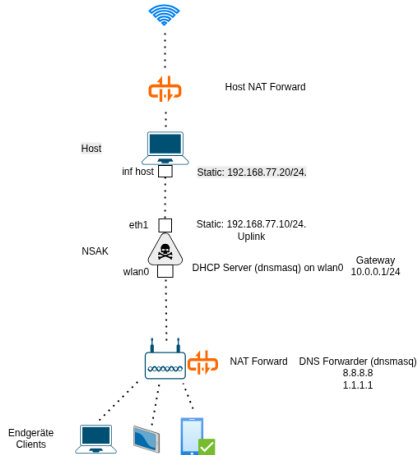 Host NAT Forward
Host
inf host
Static: 192.168.77.20/24.
eth1
Static: 192.168.77.10/24.
Uplink
NSAK
wlan0
DHCP Server (dnsmasq) on wlan0
Gateway
10.0.0.1/24
NAT Forward
DNS Forwarder (dnsmasq)
8.8.8.8
1.1.1.1
Endgeräte
Clients